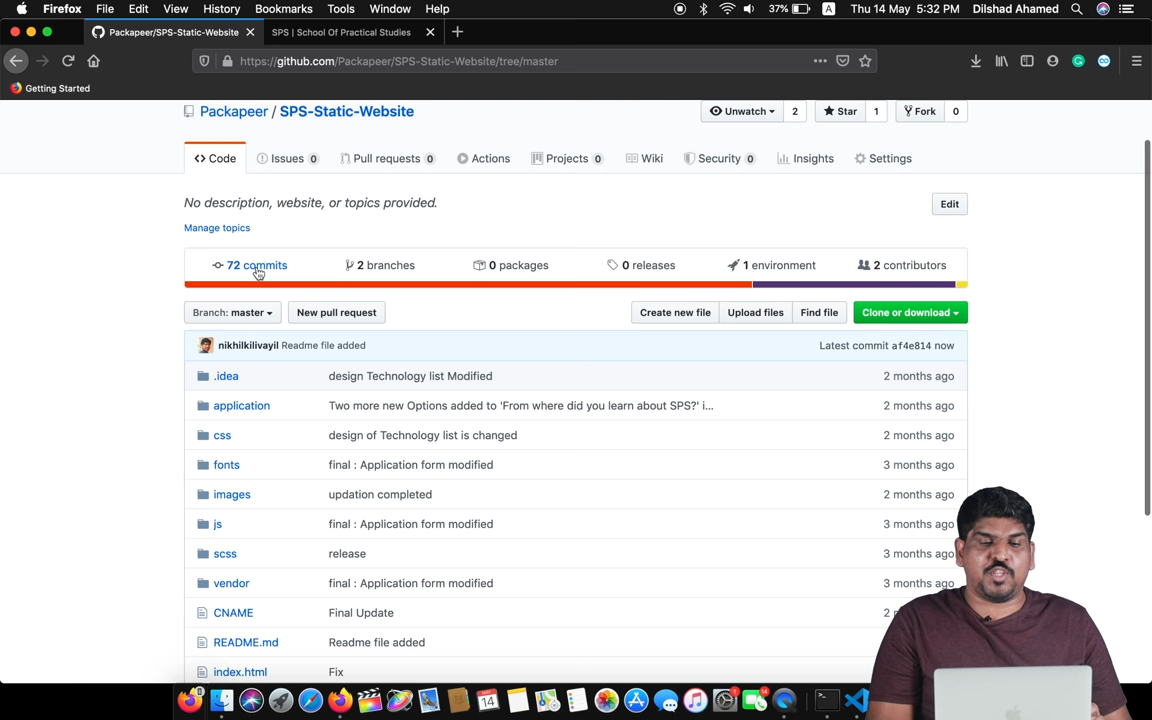 Firefox File Edit View History Bookmarks Tools Window Help 37% A Thu 14 May 5:32 PM Dilshad Ahamed
Packapeer/SPS-Static-Website SPS | School Of Practical Studies
https://github.com/Packapeer/SPS-Static-Website/tree/master
Getting Started
Packapeer / SPS-Static-Website Unwatch 2 Star 1 Fork 0
Code Issues 0 Pull requests 0 Actions Projects 0 Wiki Security 0 Insights Settings
No description, website, or topics provided. Edit
Manage topics
72 commits 2 branches 0 packages 0 releases 1 environment 2 contributors
Branch: master New pull request Create new file Upload files Find file Clone or download
nikhilkilivayil Readme file added Latest commit af4e814 now
.idea design Technology list Modified 2 months ago
application Two more new Options added to 'From where did you learn about SPS?' i... 2 months ago
css design of Technology list is changed 2 months ago
fonts final : Application form modified 3 months ago
images updation completed 2 months ago
js final : Application form modified 3 months ago
scss release 3 months ago
vendor final : Application form modified 3 months ago
CNAME Final Update 2
README.md Readme file added
index.html Fix